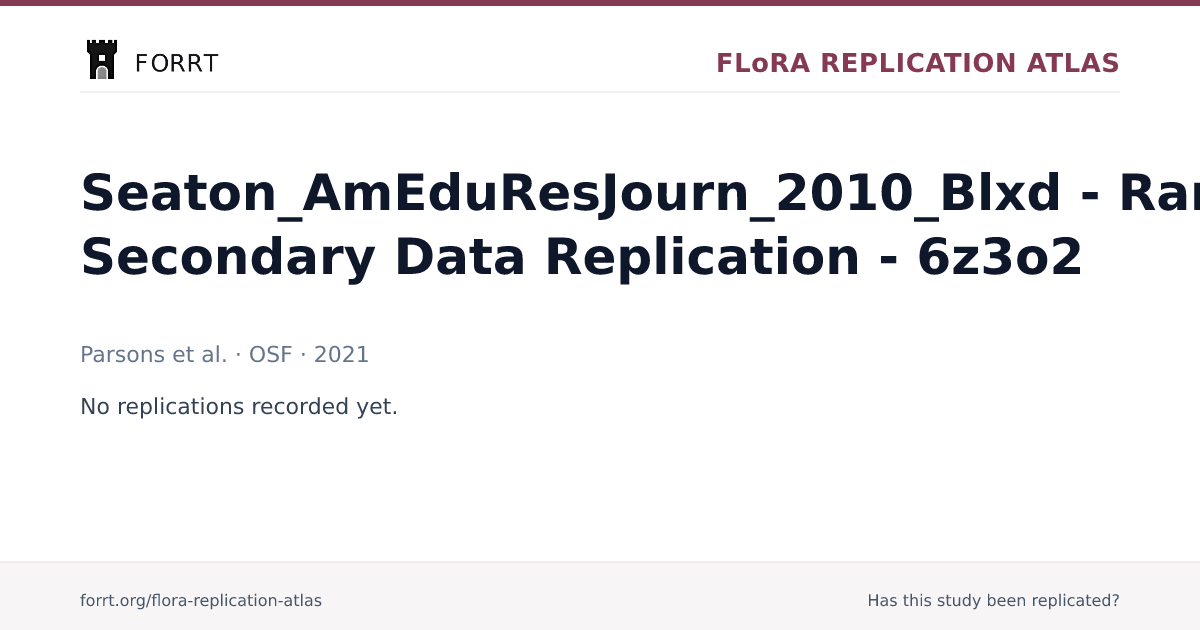 FORRT
FLoRA REPLICATION ATLAS
Seaton_AmEduResJourn_2010_Blxd -
Secondary Data Replication - 6z3o2
Parsons et al. · OSF · 2021
No replications recorded yet.
forrt.org/flora-replication-atlas
Has this study been replicated?